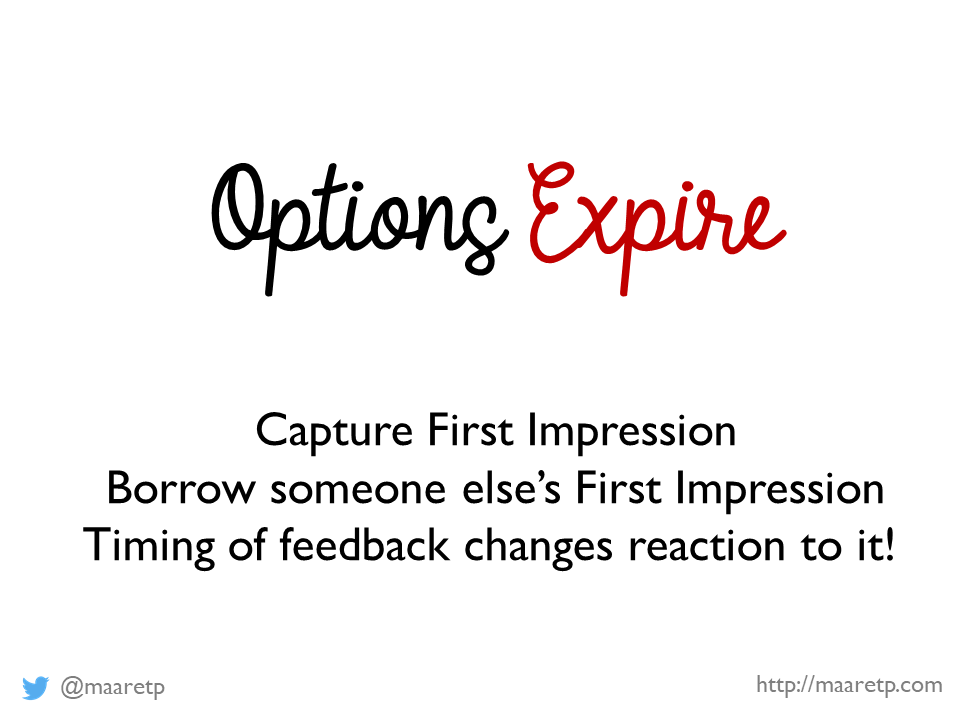 Options Expire
Capture First Impression
Borrow someone else’s First Impression
Timing of feedback changes reaction to it!
@maaretp
http://maaretp.com